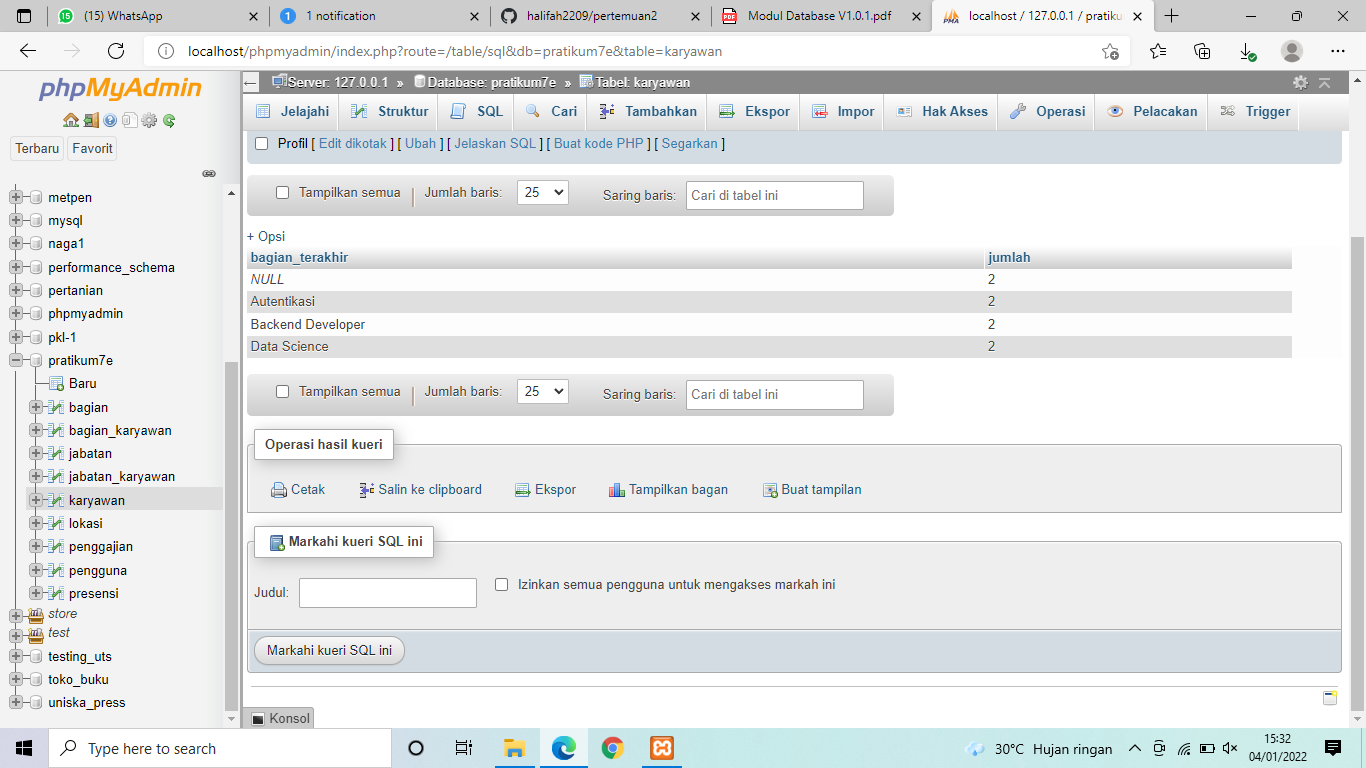 (15) WhatsApp
1 notification
halifah2209/pertemuan2
Modul Database V1.0.1.pdf
localhost / 127.0.0.1 / pratiku
localhost/phpmyadmin/index.php?route=/table/sql&db=pratikum7e&table=karyawan
phpMyAdmin
Terbaru Favorit
metpen
mysql
naga1
performance_schema
pertanian
phpmyadmin
pkl-1
pratikum7e
Baru
bagian
bagian_karyawan
jabatan
jabatan_karyawan
karyawan
lokasi
penggajian
pengguna
presensi
store
test
testing_uts
toko_buku
uniska_press
Server: 127.0.0.1 » Database: pratikum7e » Tabel: karyawan
Jelajahi Struktur SQL Cari Tambahkan Ekspor Impor Hak Akses Operasi Pelacakan Trigger
Profil [ Edit dikotak ] [ Ubah ] [ Jelaskan SQL ] [ Buat kode PHP ] [ Segarkan ]
Tampilkan semua Jumlah baris: 25 Saring baris: Cari di tabel ini
+ Opsi
bagian_terakhir jumlah
NULL 2
Autentikasi 2
Backend Developer 2
Data Science 2
Tampilkan semua Jumlah baris: 25 Saring baris: Cari di tabel ini
Operasi hasil kueri
Cetak Salin ke clipboard Ekspor Tampilkan bagan Buat tampilan
Markahi kueri SQL ini
Judul: Izinkan semua pengguna untuk mengakses markah ini
Markahi kueri SQL ini
Konsol
Type here to search
30°C Hujan ringan
15:32
04/01/2022